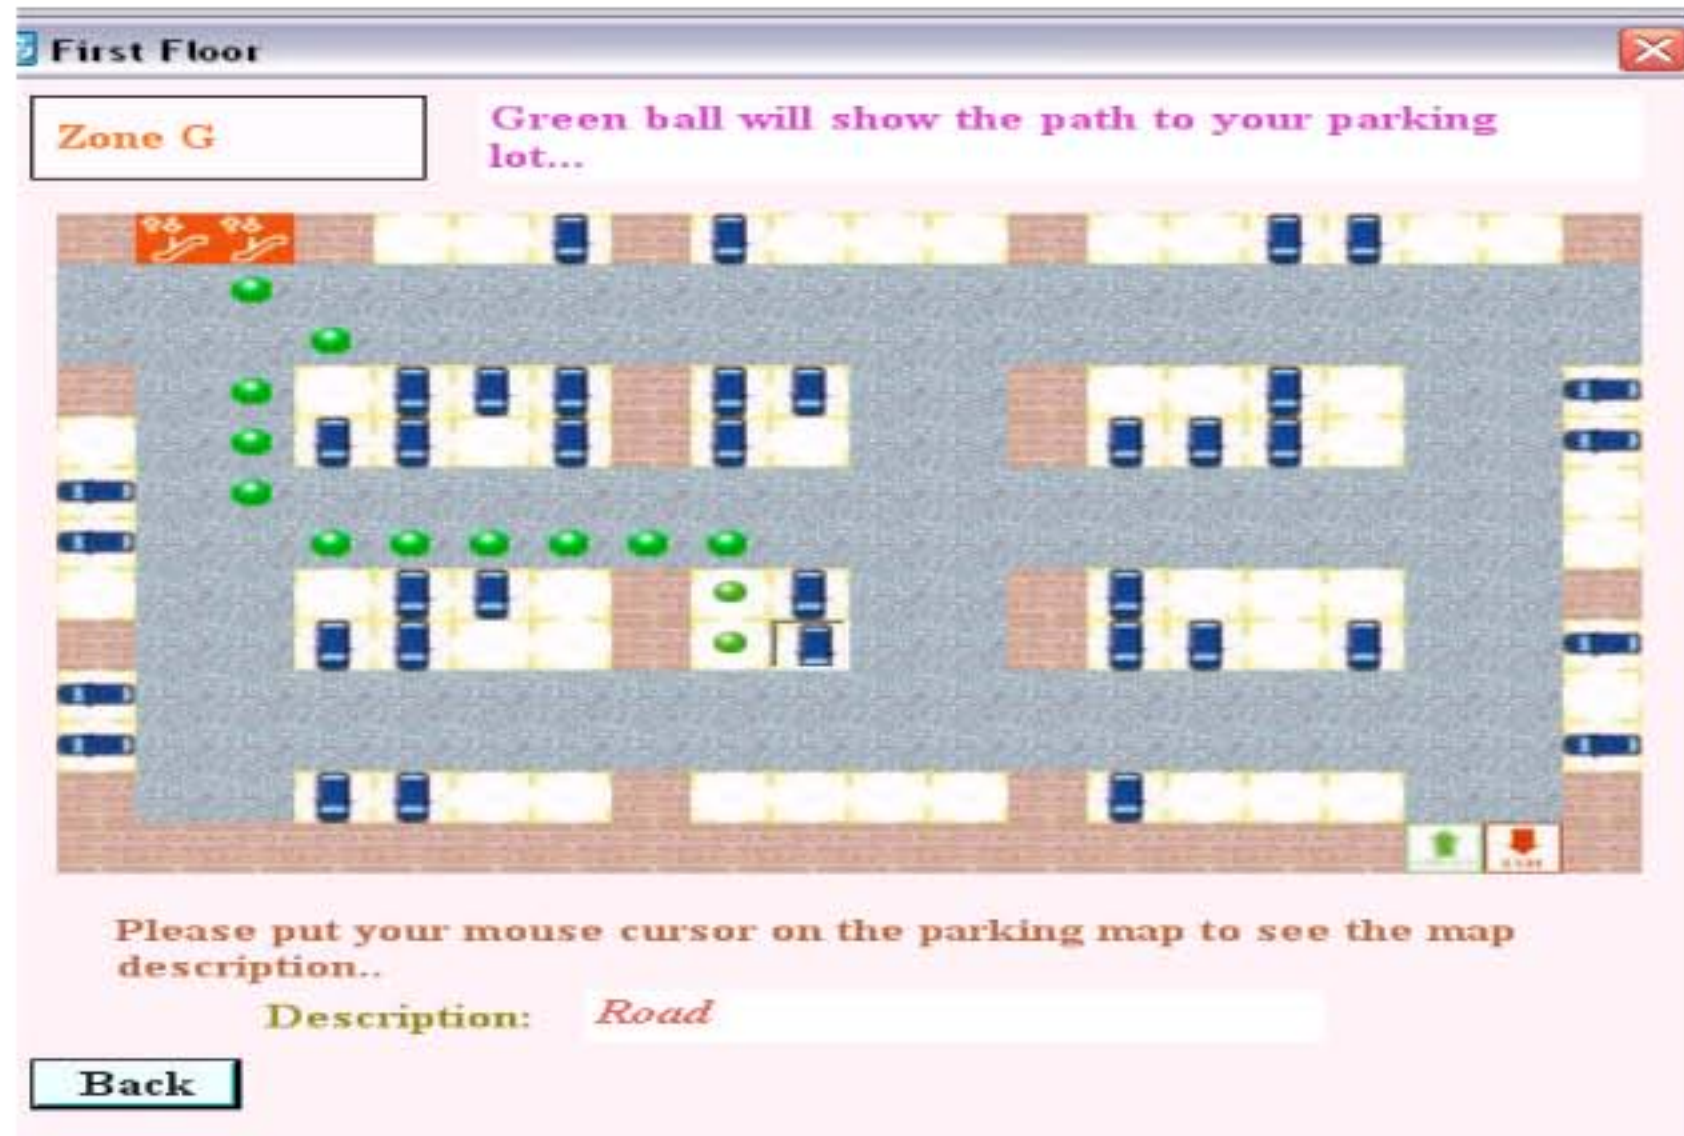 First Floor
Zone G
Green ball will show the path to your parking
lot...
Please put your mouse cursor on the parking map to see the map
description..
Description:
Road
Back